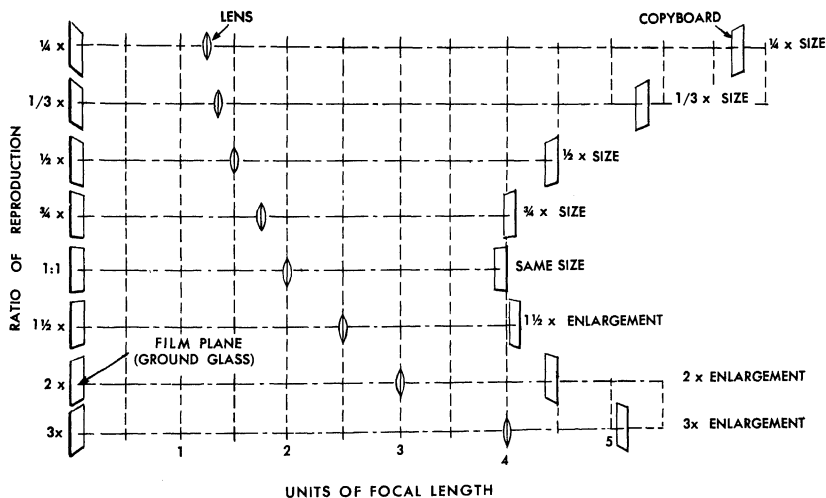 LENS
COPYBOARD
¼ x
¼ x SIZE
1/3 x
1/3 x SIZE
½ x
½ x SIZE
¾ x
¾ x SIZE
1:1
SAME SIZE
1½ x
1½ x ENLARGEMENT
FILM PLANE
(GROUND GLASS)
2 x
2 x ENLARGEMENT
3x
3x ENLARGEMENT
RATIO OF REPRODUCTION
1
2
3
4
5
UNITS OF FOCAL LENGTH